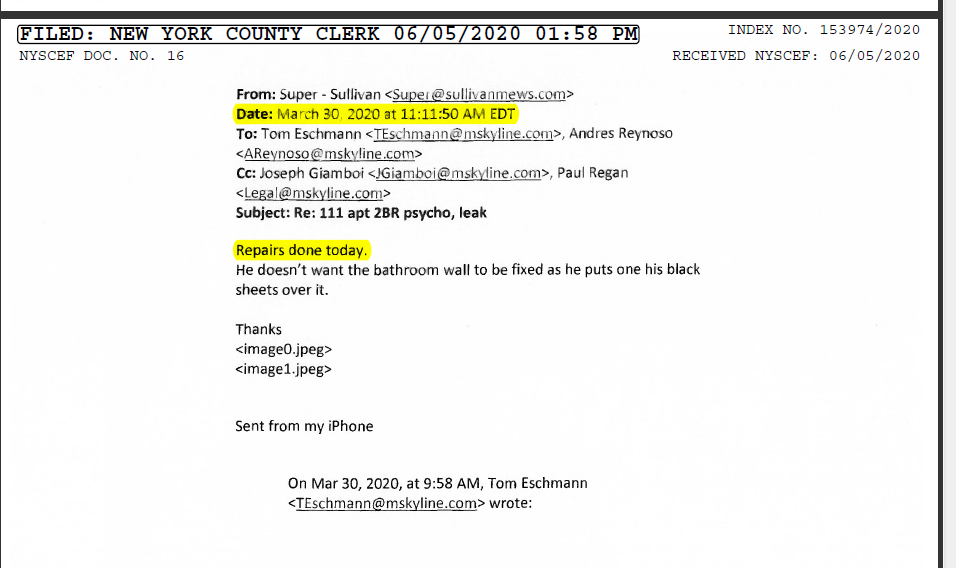 FILED: NEW YORK COUNTY CLERK 06/05/2020 01:58 PM
INDEX NO. 153974/2020
NYSCEF DOC. NO. 16
RECEIVED NYSCEF: 06/05/2020
From: Super - Sullivan <Super@sullivanmews.com>
Date: March 30, 2020 at 11:11:50 AM EDT
To: Tom Eschmann <TEschmann@mskyline.com>, Andres Reynoso
<AReynoso@mskyline.com>
Cc: Joseph Giamboi <JGiamboi@mskyline.com>, Paul Regan
<Legal@mskyline.com>
Subject: Re: 111 apt 2BR psycho, leak
Repairs done today.
He doesn't want the bathroom wall to be fixed as he puts one his black
sheets over it.
Thanks
<image0.jpeg>
<image1.jpeg>
Sent from my iPhone
On Mar 30, 2020, at 9:58 AM, Tom Eschmann
<TEschmann@mskyline.com> wrote: